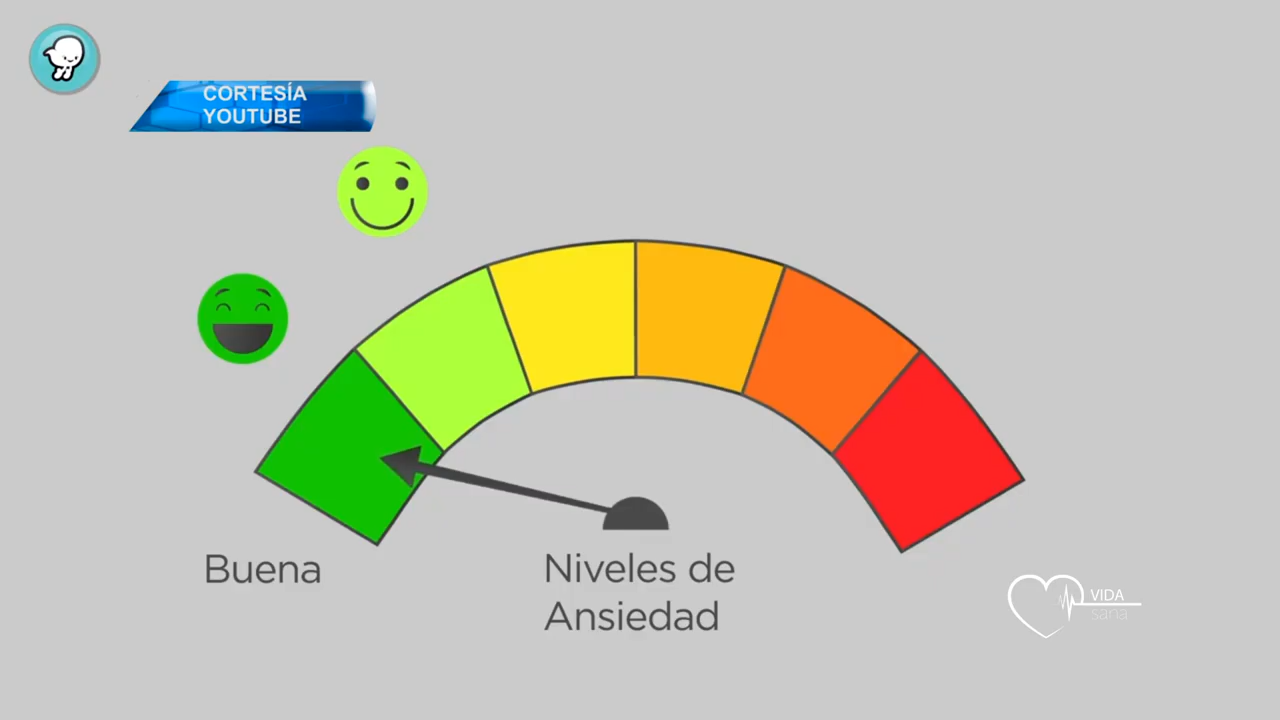 CORTESÍA
YOUTUBE
Buena
Niveles de
Ansiedad
VIDA
sana